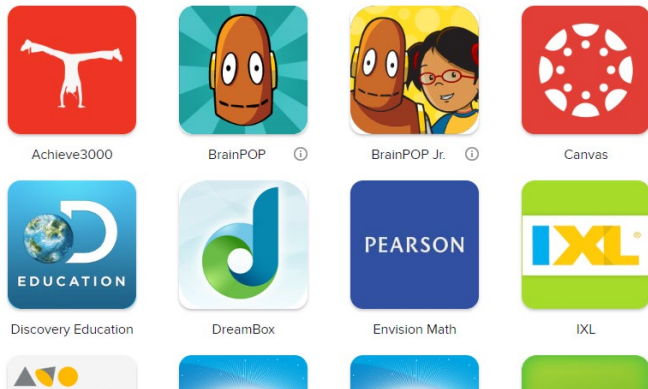 Achieve3000
BrainPOP
BrainPOP Jr.
Canvas
EDUCATION
PEARSON
IXL
Discovery Education
DreamBox
Envision Math
IXL